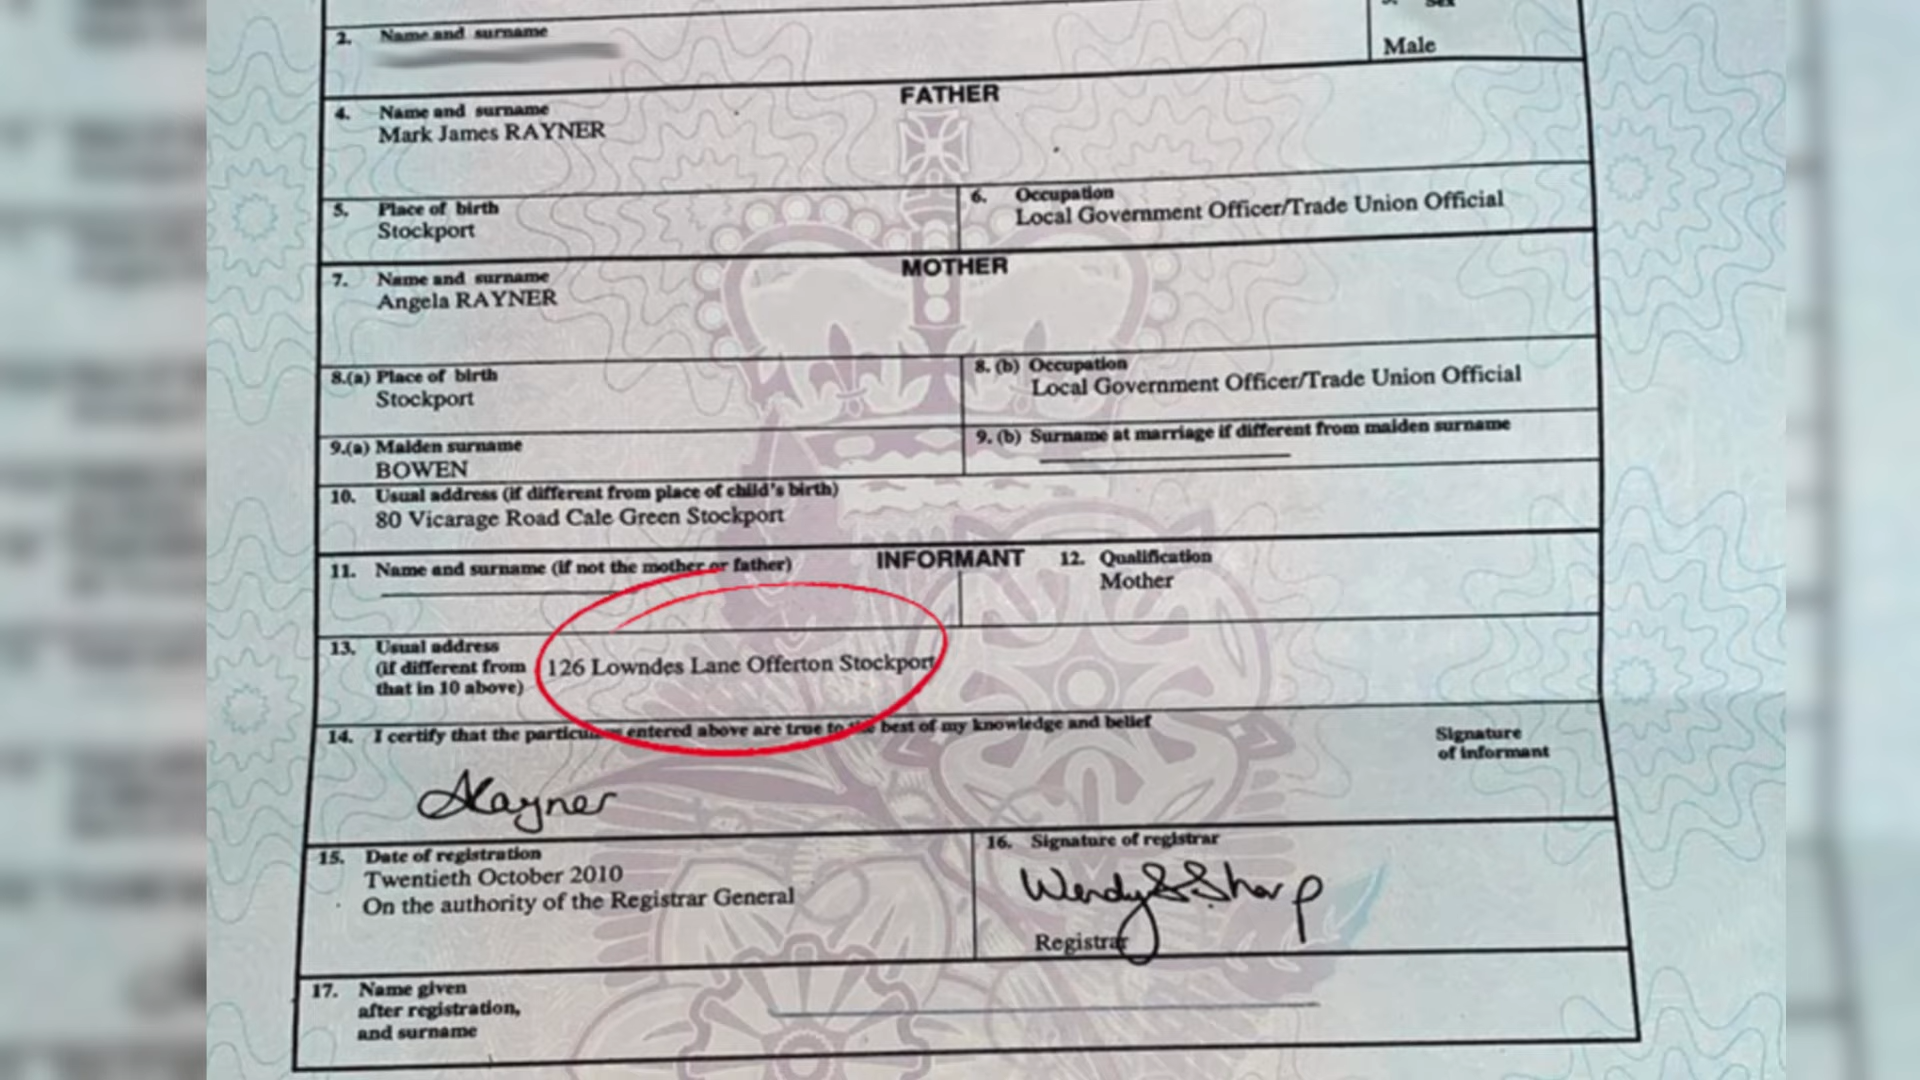 2. Name and surname
Sex
Male
FATHER
4. Name and surname
Mark James RAYNER
5. Place of birth
Stockport
6. Occupation
Local Government Officer/Trade Union Official
MOTHER
7. Name and surname
Angela RAYNER
8.(a) Place of birth
Stockport
8. (b) Occupation
Local Government Officer/Trade Union Official
9.(a) Maiden surname
BOWEN
9. (b) Surname at marriage if different from maiden surname
10. Usual address (if different from place of child's birth)
80 Vicarage Road Cale Green Stockport
INFORMANT
11. Name and surname (if not the mother or father)
12. Qualification
Mother
13. Usual address
(if different from
that in 10 above)
126 Lowndes Lane Offerton Stockport
14. I certify that the particulars entered above are true to the best of my knowledge and belief
Signature
of informant
ARayner
15. Date of registration
Twentieth October 2010
On the authority of the Registrar General
16. Signature of registrar
Wendy S Sharp
Registrar
17. Name given
after registration,
and surname